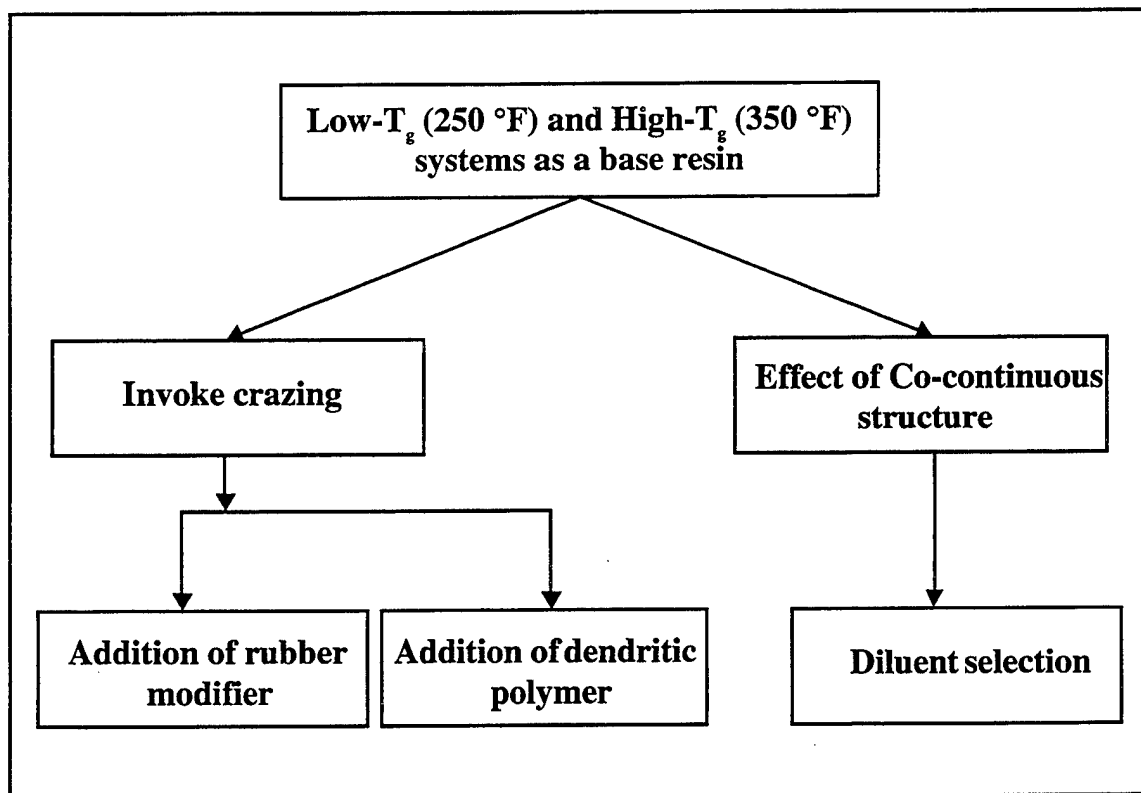 Low-Tg (250 °F) and High-Tg (350 °F)
systems as a base resin
Invoke crazing
Effect of Co-continuous
structure
Addition of rubber
modifier
Addition of dendritic
polymer
Diluent selection